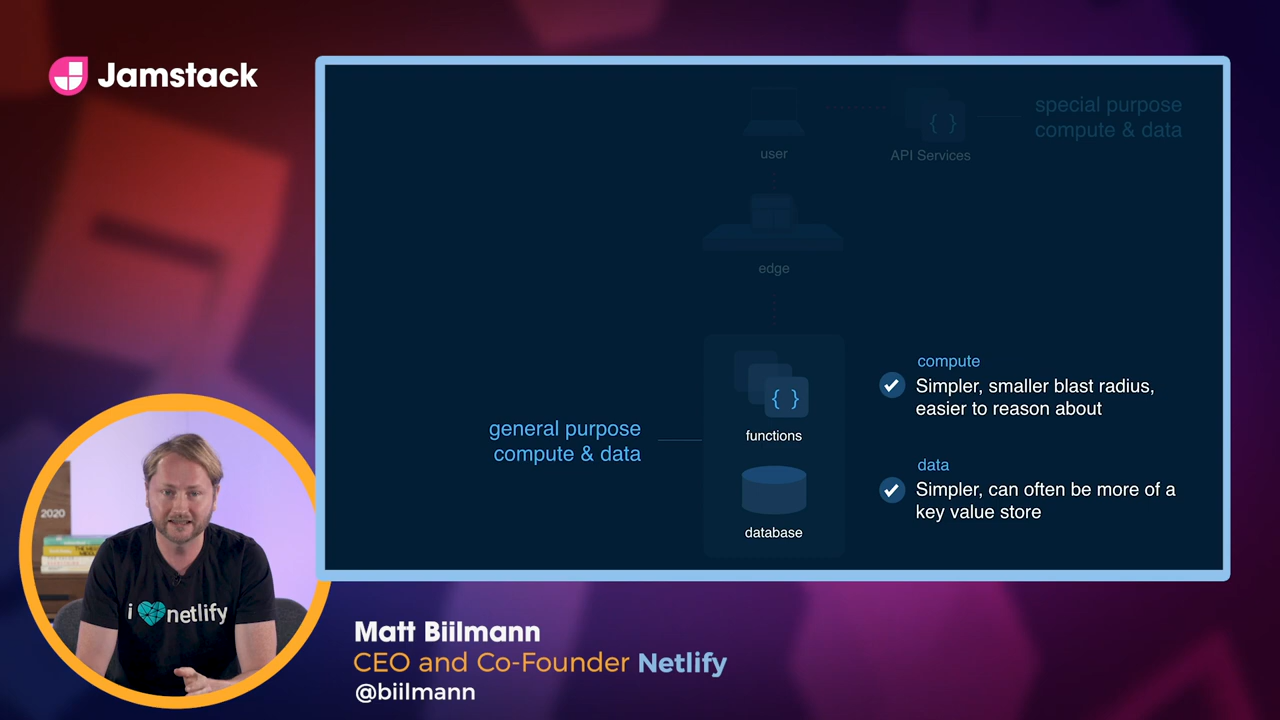 Jamstack
special purpose
compute & data
{ }
user
API Services
edge
compute
Simpler, smaller blast radius,
easier to reason about
{ }
functions
general purpose
compute & data
data
Simpler, can often be more of a
key value store
database
2020
i netlify
Matt Biilmann
CEO and Co-Founder Netlify
@biilmann